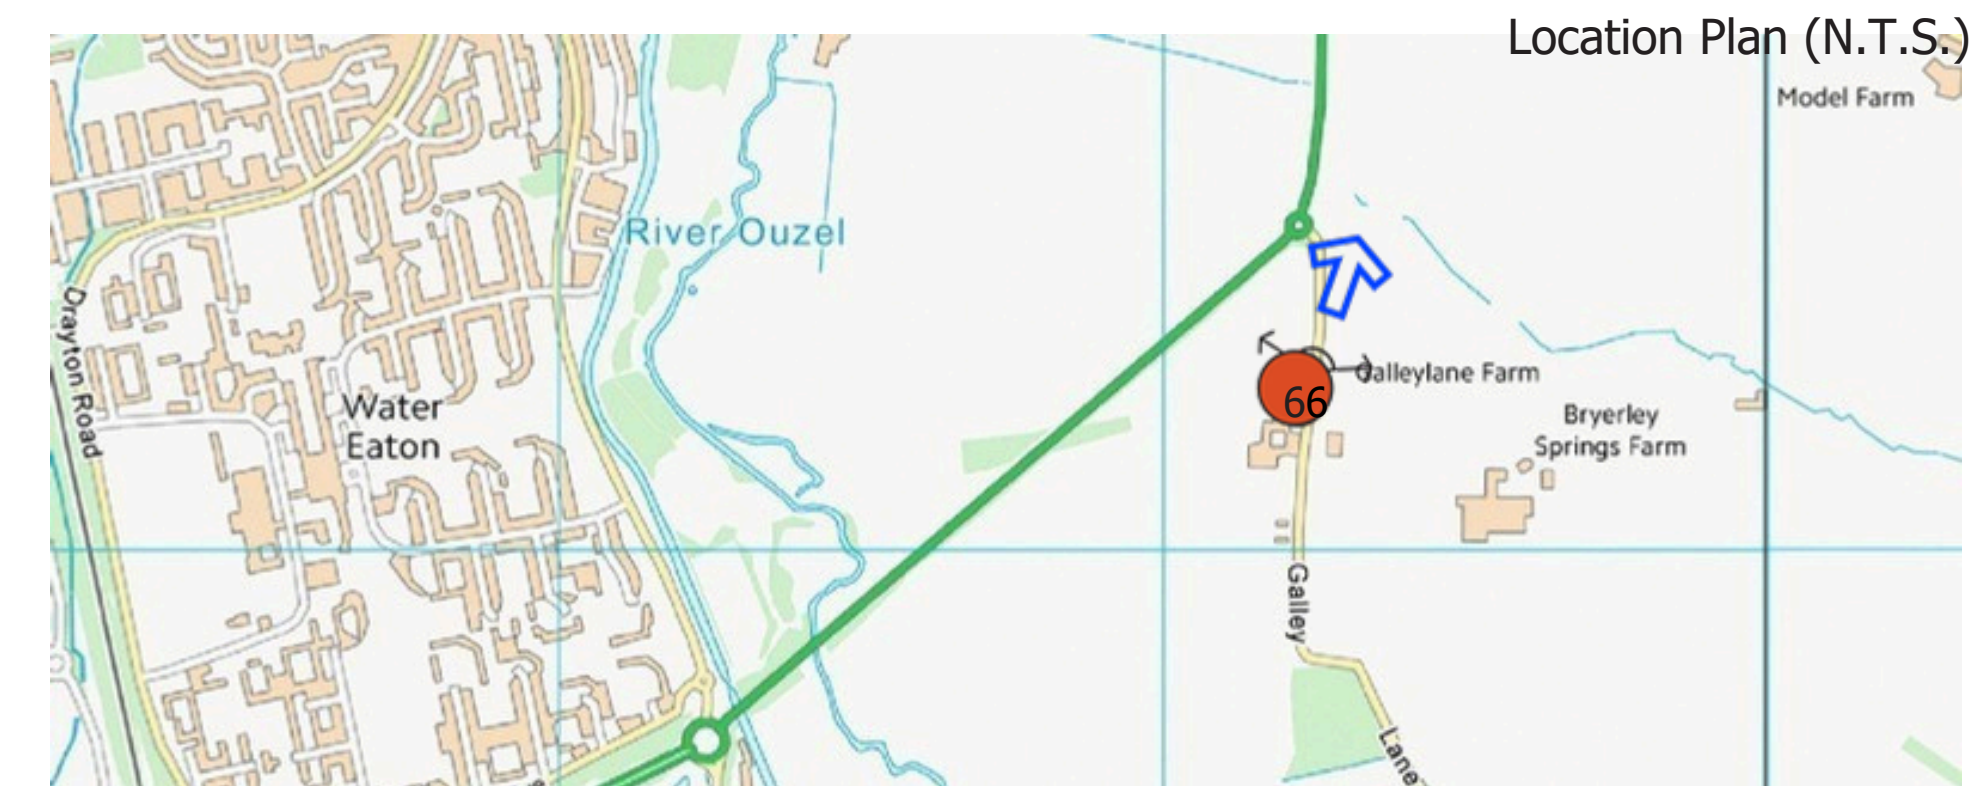 Location Plan (N.T.S.)
Model Farm
River Ouzel
Drayton Road
Galleylane Farm
66
Water
Eaton
Bryerley
Springs Farm
Galley
Lane